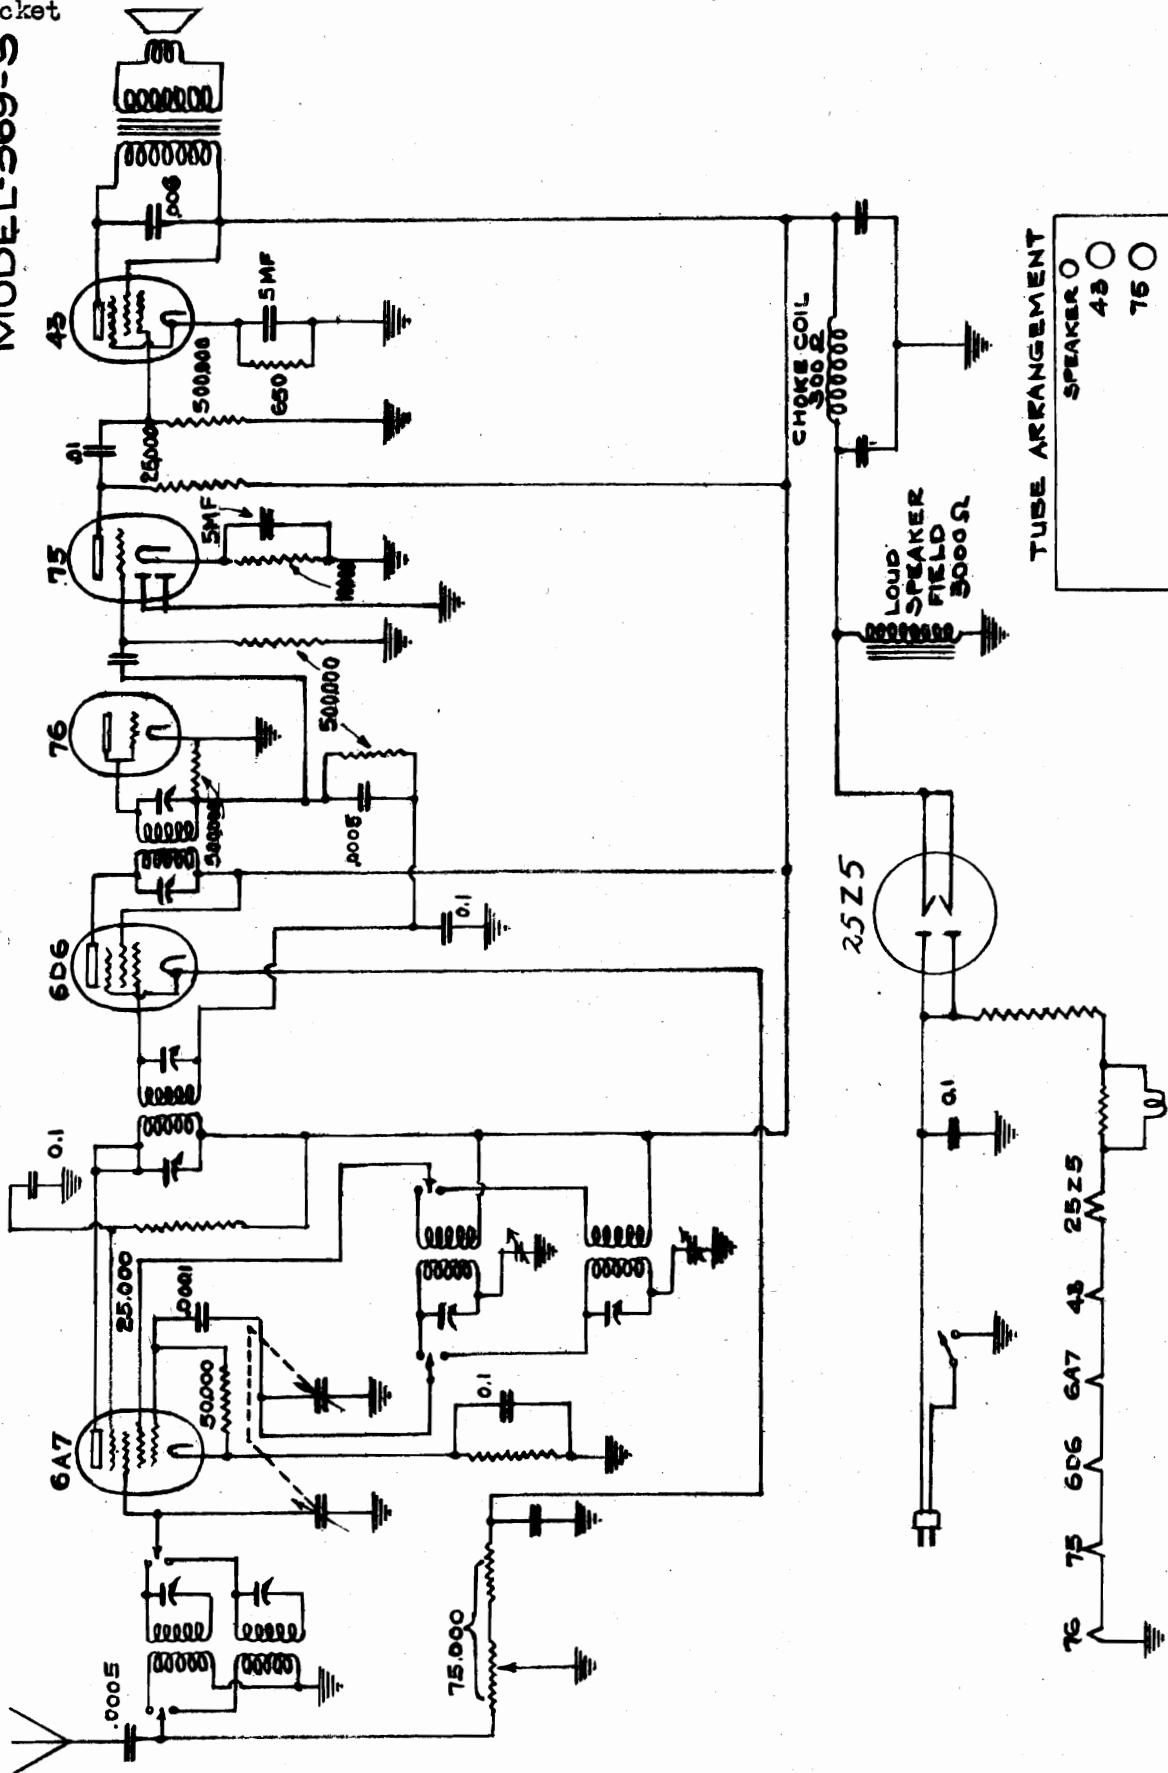 cket
MODEL-569-S
6A7
6D6
76
75
43
.0005
25.000
0.1
.0001
50.000
0.1
75.000
500.000
.0005
0.1
500.000
5MF
.01
25.000
500.000
650
5MF
.006
CHOKE COIL
300 Ω
LOUD
SPEAKER
FIELD
3000 Ω
25Z5
0.1
76
75
6D6
6A7
43
25Z5
TUBE ARRANGEMENT
SPEAKER
43
75